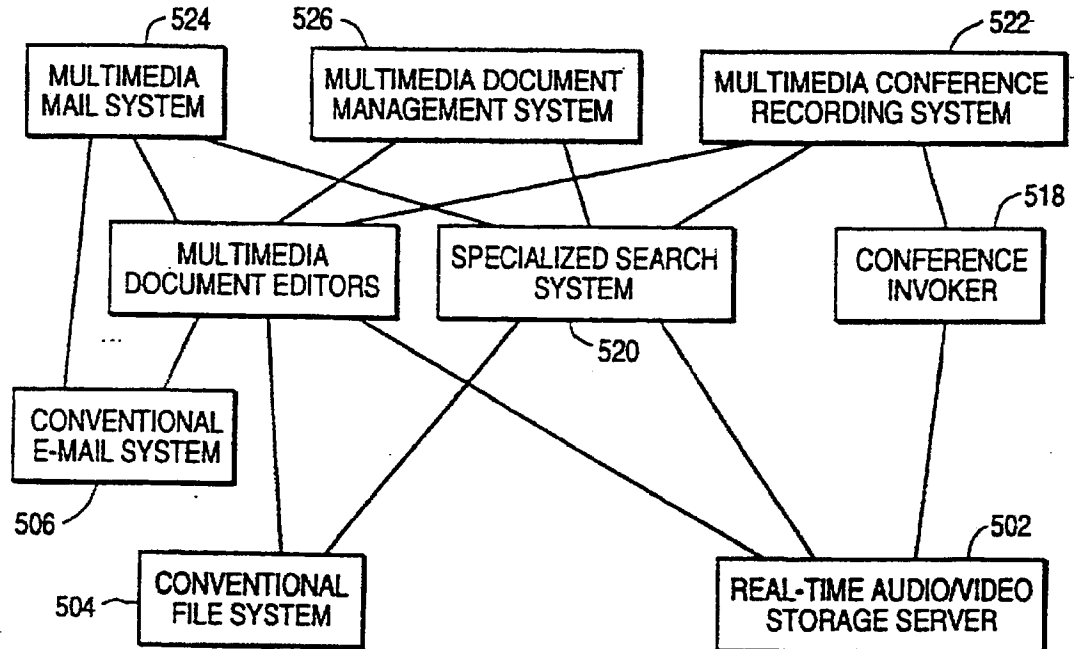 524
526
522
MULTIMEDIA
MAIL SYSTEM
MULTIMEDIA DOCUMENT
MANAGEMENT SYSTEM
MULTIMEDIA CONFERENCE
RECORDING SYSTEM
518
MULTIMEDIA
DOCUMENT EDITORS
SPECIALIZED SEARCH
SYSTEM
CONFERENCE
INVOKER
520
...
CONVENTIONAL
E-MAIL SYSTEM
506
502
504
CONVENTIONAL
FILE SYSTEM
REAL-TIME AUDIO/VIDEO
STORAGE SERVER